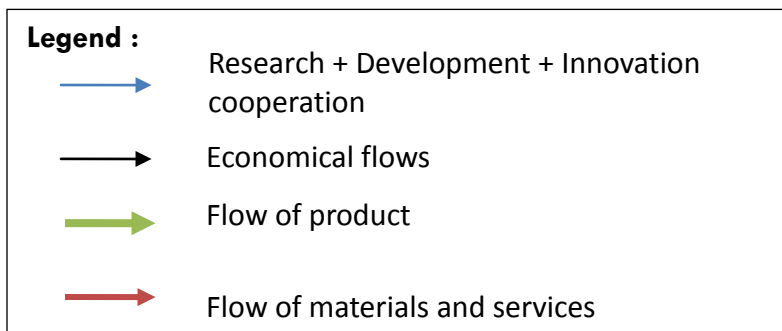 Legend :
Research + Development + Innovation
cooperation
Economical flows
Flow of product
Flow of materials and services